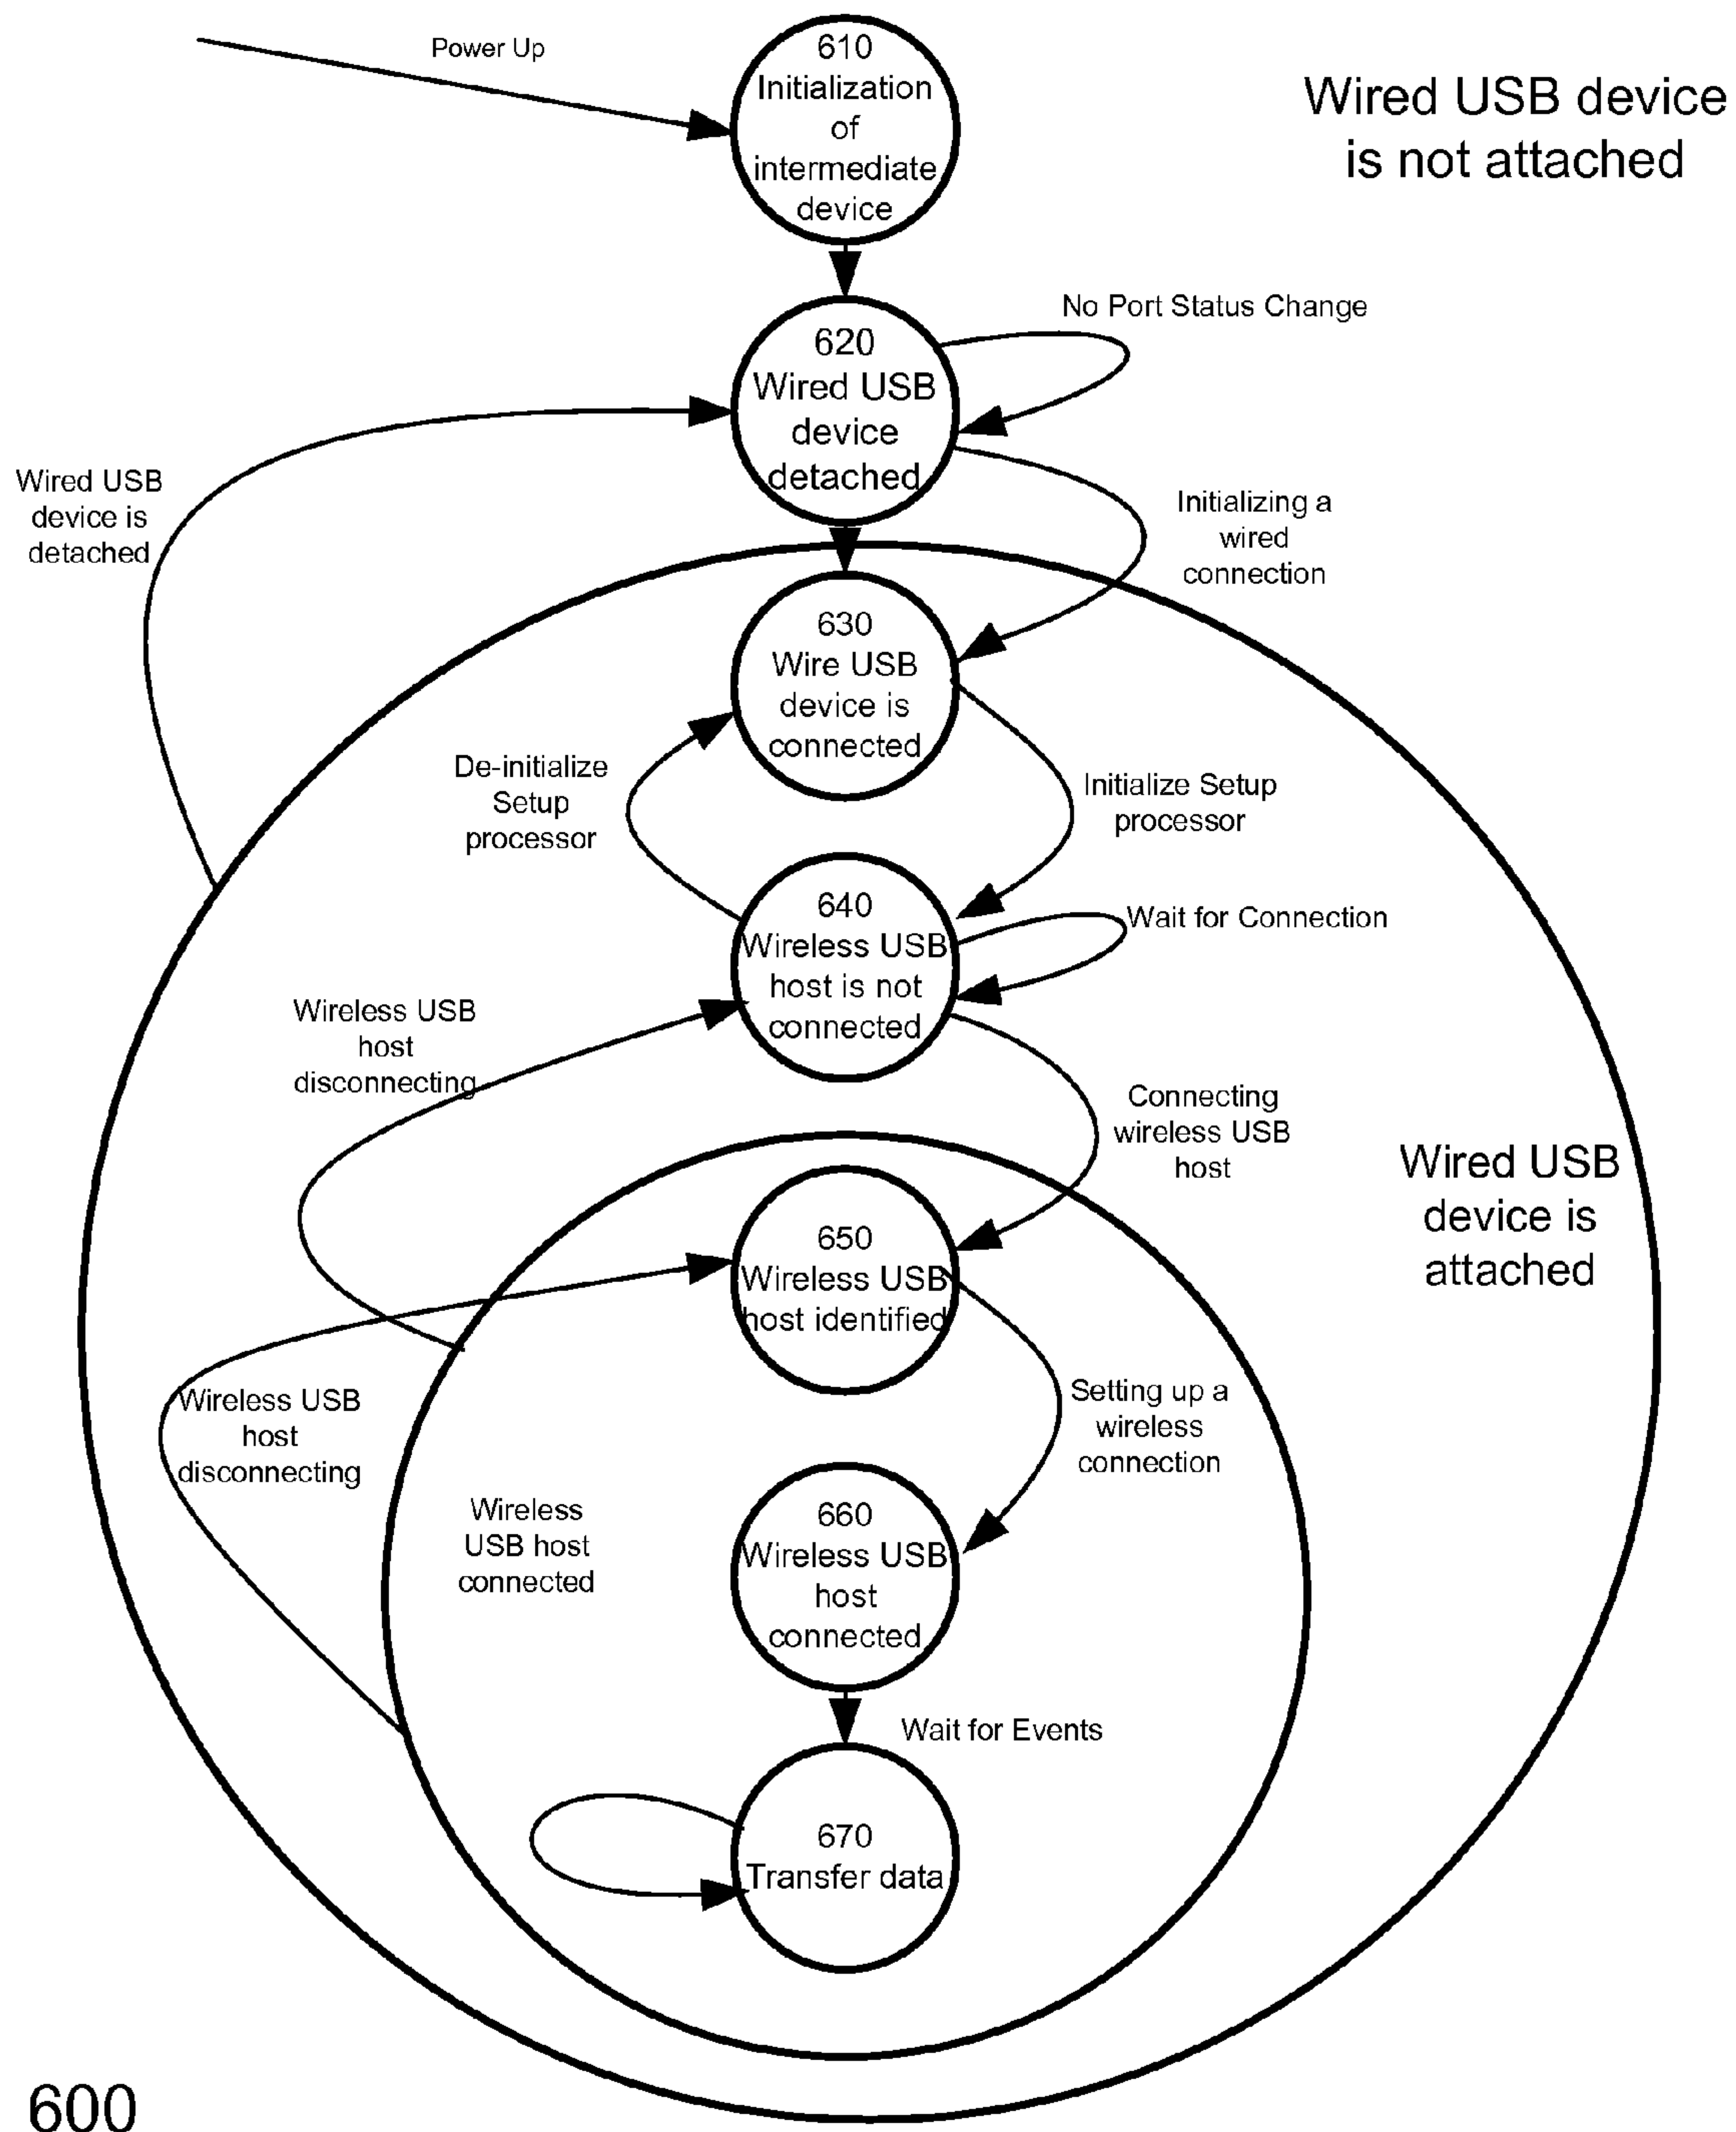 Power Up
610
Initialization
of
intermediate
device
Wired USB device
is not attached
No Port Status Change
620
Wired USB
device
detached
Wired USB
device is
detached
Initializing a
wired
connection
630
Wire USB
device is
connected
De-initialize
Setup
processor
Initialize Setup
processor
640
Wireless USB
host is not
connected
Wait for Connection
Wireless USB
host
disconnecting
Connecting
wireless USB
host
Wired USB
device is
attached
650
Wireless USB
host identified
Wireless USB
host
disconnecting
Setting up a
wireless
connection
Wireless
USB host
connected
660
Wireless USB
host
connected
Wait for Events
670
Transfer data
600